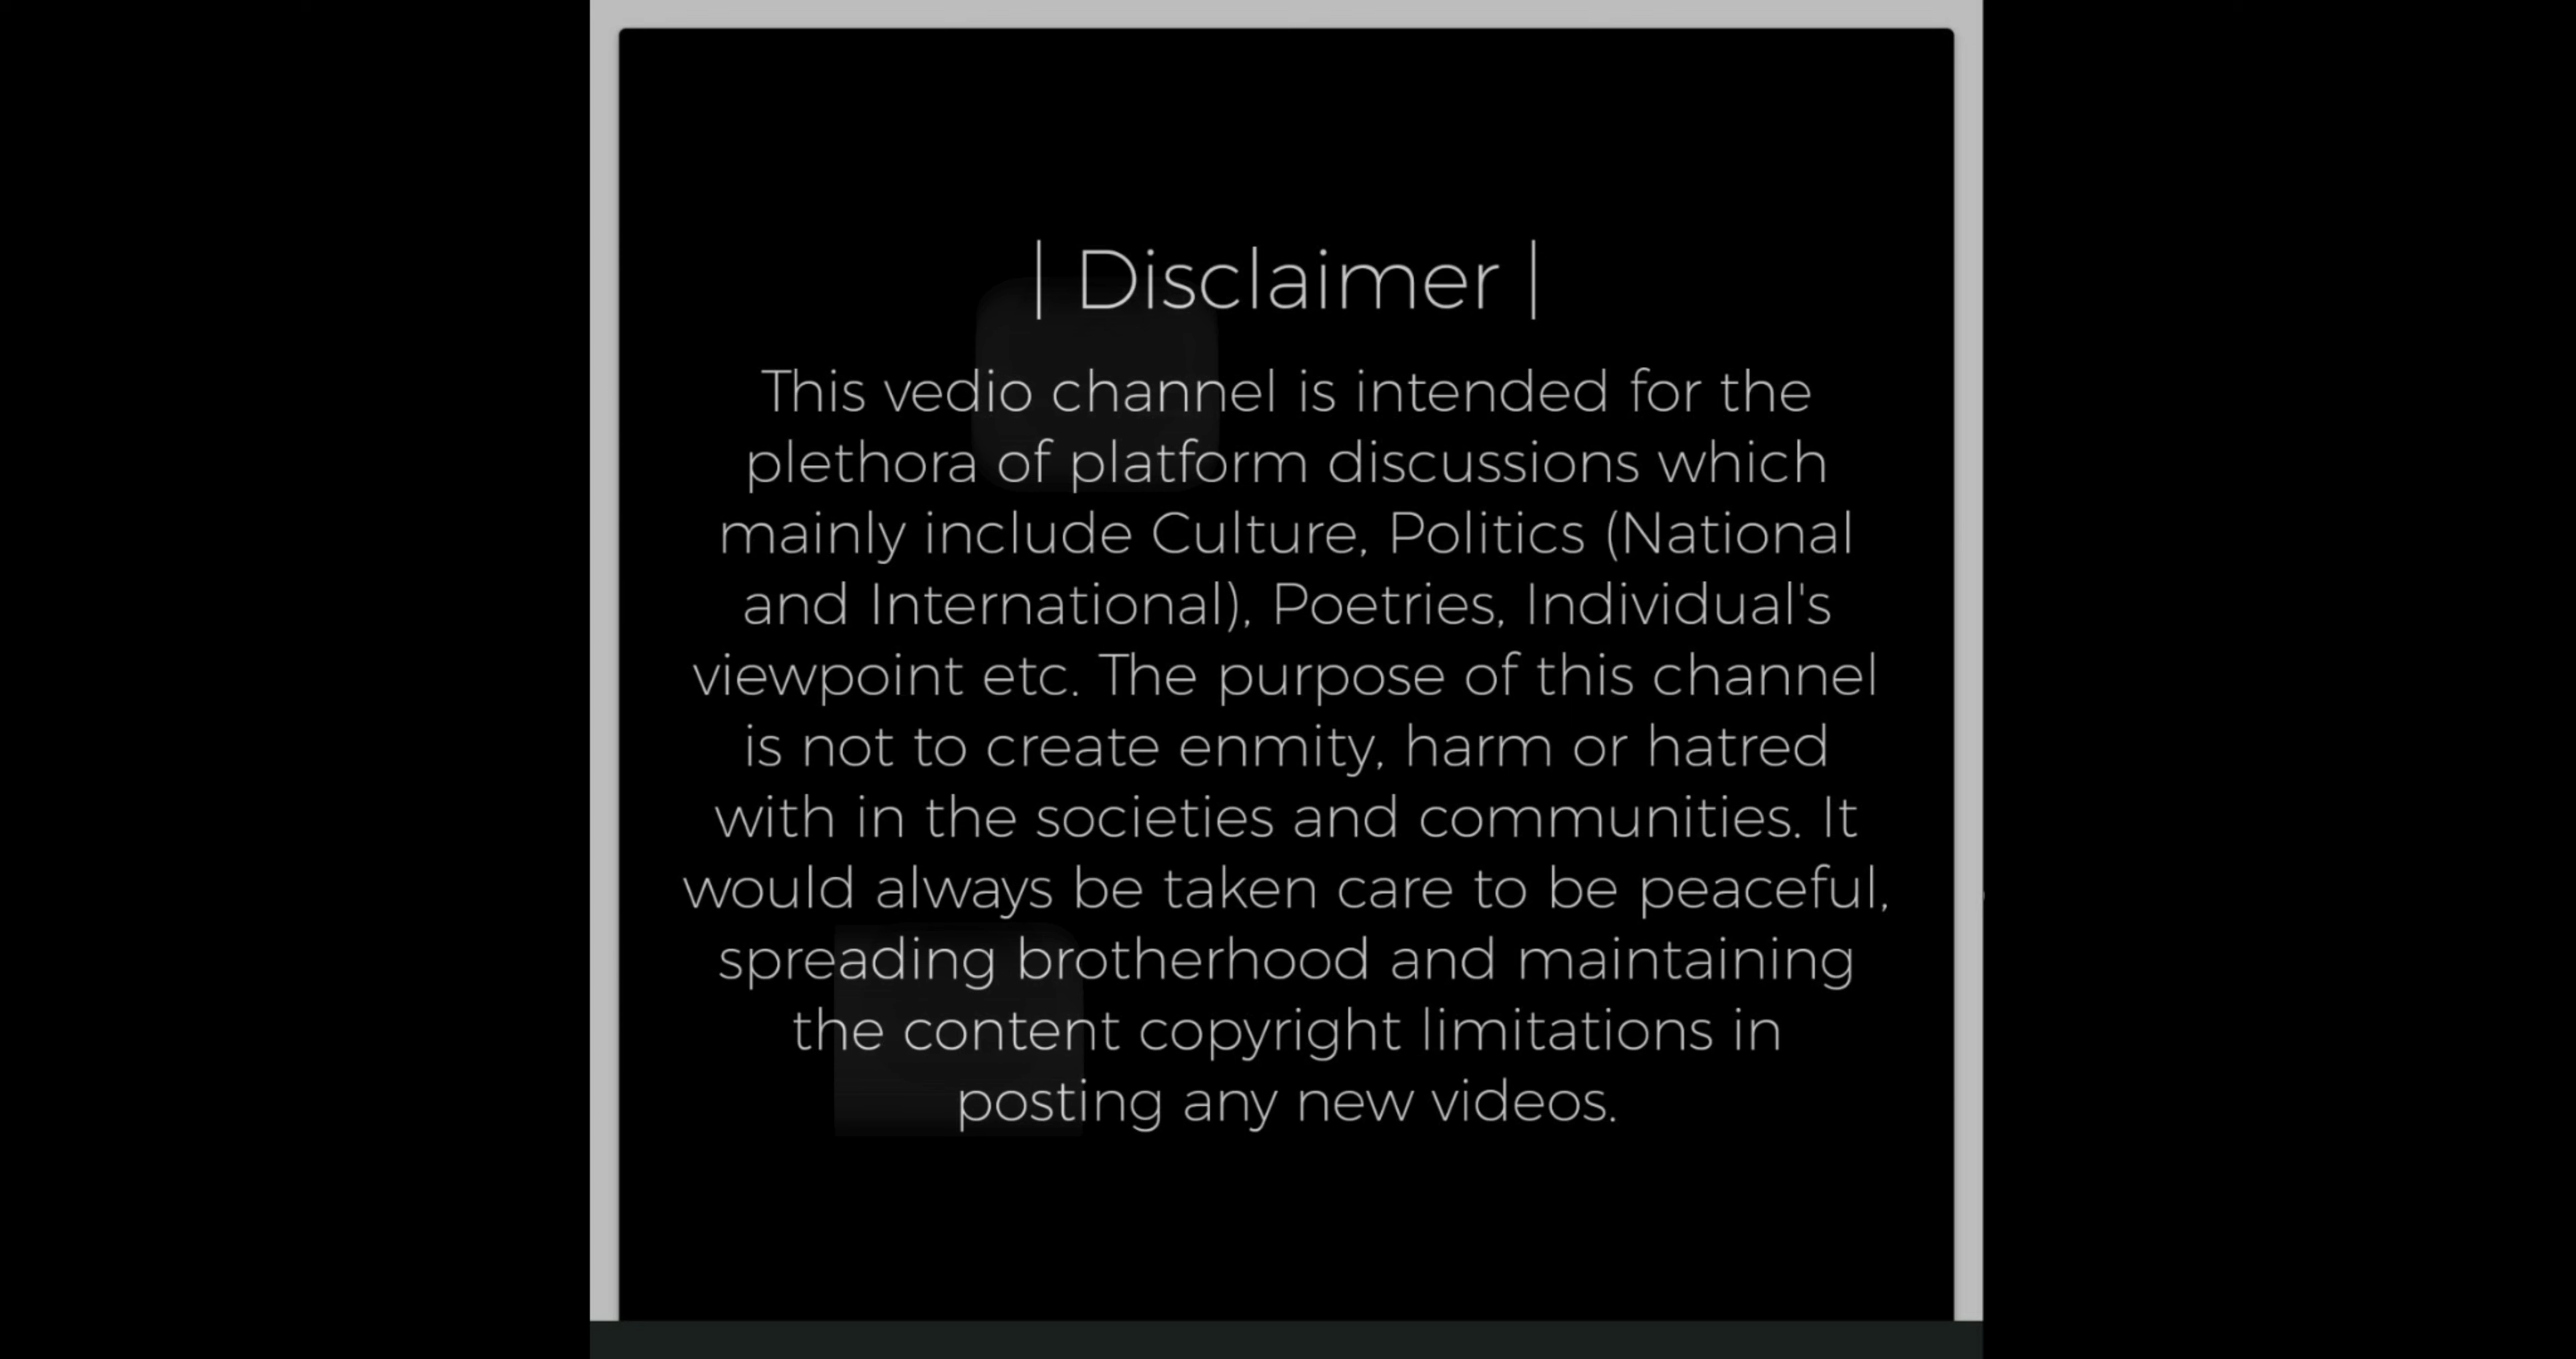 | Disclaimer |
This vedio channel is intended for the
plethora of platform discussions which
mainly include Culture, Politics (National
and International), Poetries, Individual's
viewpoint etc. The purpose of this channel
is not to create enmity, harm or hatred
with in the societies and communities. It
would always be taken care to be peaceful,
spreading brotherhood and maintaining
the content copyright limitations in
posting any new videos.